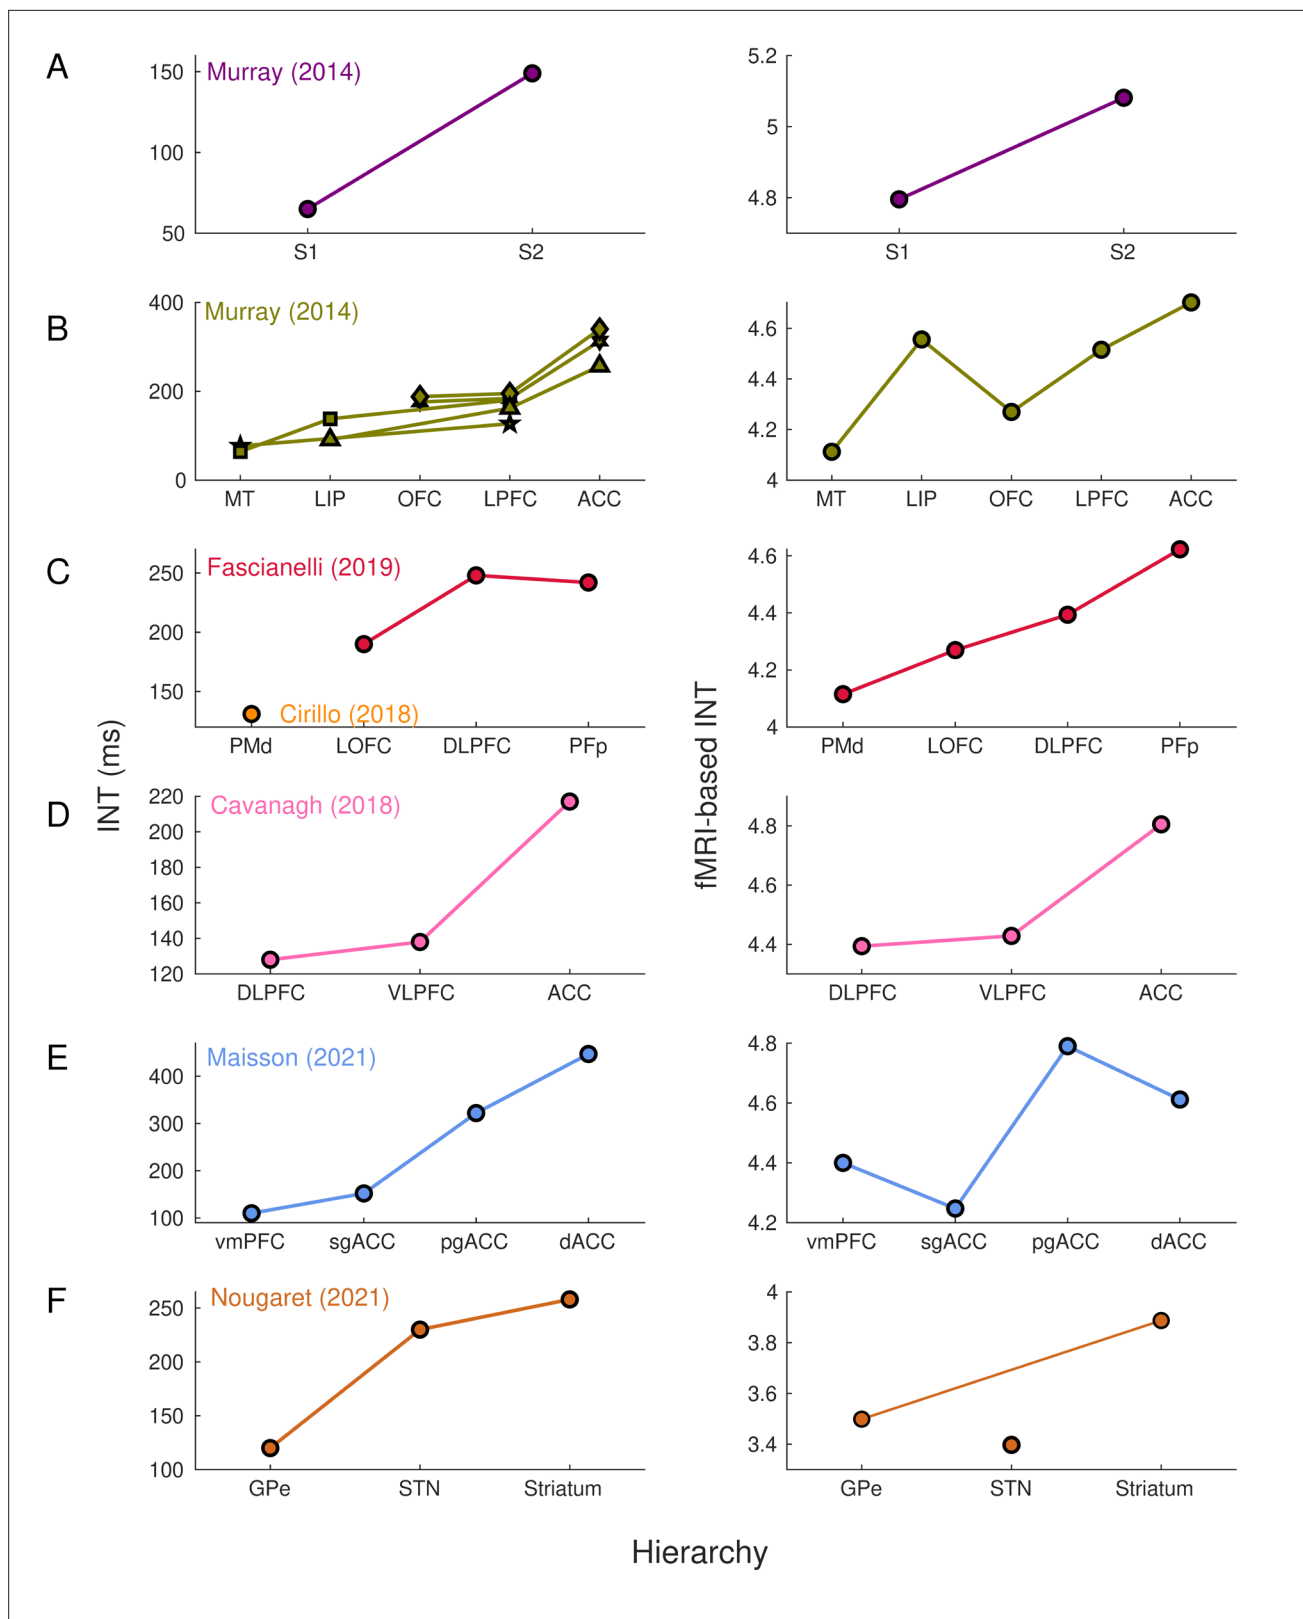 A
Murray (2014)
150
100
50
S1
S2
5.2
5
4.8
S1
S2
B
Murray (2014)
400
200
0
MT
LIP
OFC
LPFC
ACC
4.6
4.4
4.2
4
MT
LIP
OFC
LPFC
ACC
C
Fascianelli (2019)
250
200
150
Cirillo (2018)
PMd
LOFC
DLPFC
PFp
4.6
4.4
4.2
4
PMd
LOFC
DLPFC
PFp
INT (ms)
fMRI-based INT
D
Cavanagh (2018)
220
200
180
160
140
120
DLPFC
VLPFC
ACC
4.8
4.6
4.4
DLPFC
VLPFC
ACC
E
Maisson (2021)
400
300
200
100
vmPFC
sgACC
pgACC
dACC
4.8
4.6
4.4
4.2
vmPFC
sgACC
pgACC
dACC
F
Nougaret (2021)
250
200
150
100
GPe
STN
Striatum
4
3.8
3.6
3.4
GPe
STN
Striatum
Hierarchy